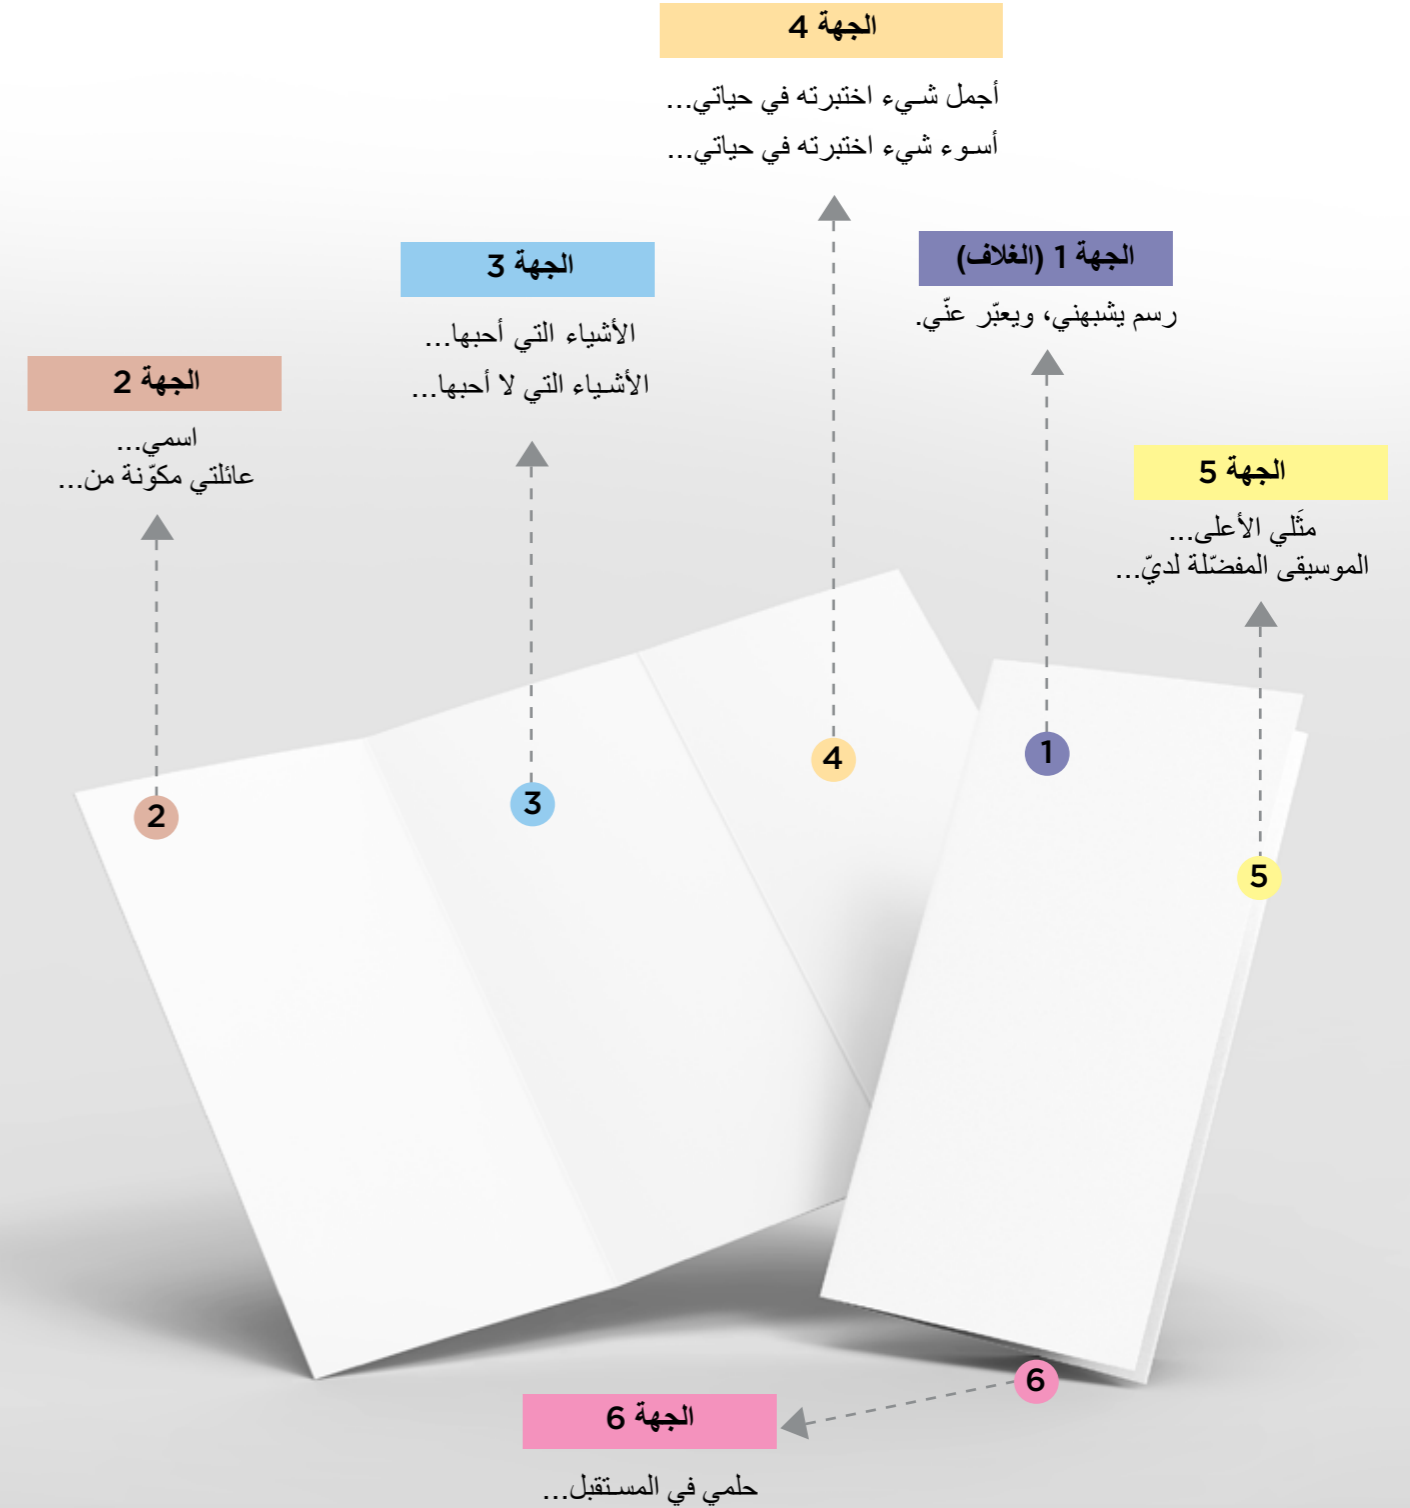 الجهة 4
أجمل شيء اختبرته في حياتي...
أسوء شيء اختبرته في حياتي...
الجهة 1 (الغلاف)
رسم يشبهني، ويعبّر عنّي.
الجهة 3
الأشياء التي أحبها...
الأشياء التي لا أحبها...
الجهة 2
اسمي...
عائلتي مكوّنة من...
الجهة 5
مثَلي الأعلى...
الموسيقى المفضّلة لديّ...
4
1
3
2
5
6
الجهة 6
حلمي في المستقبل...